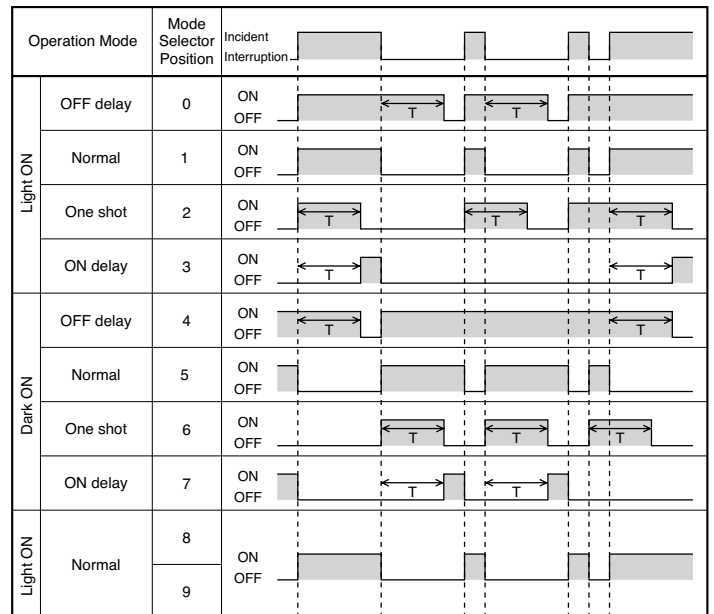 Operation Mode
Mode
Selector
Position
Incident
Interruption
Light ON
OFF delay 0 ON
OFF
T T
Normal 1 ON
OFF
One shot 2 ON
OFF
T T T
ON delay 3 ON
OFF
T T
Dark ON
OFF delay 4 ON
OFF
T T
Normal 5 ON
OFF
One shot 6 ON
OFF
T T T
ON delay 7 ON
OFF
T T
Light ON
Normal
8
9
ON
OFF